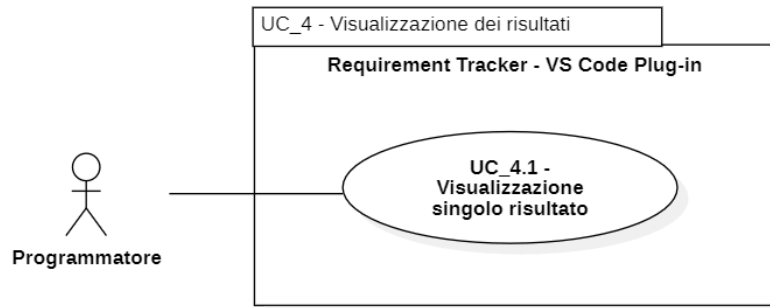 UC_4 - Visualizzazione dei risultati
Requirement Tracker - VS Code Plug-in
UC_4.1 -
Visualizzazione
singolo risultato
Programmatore